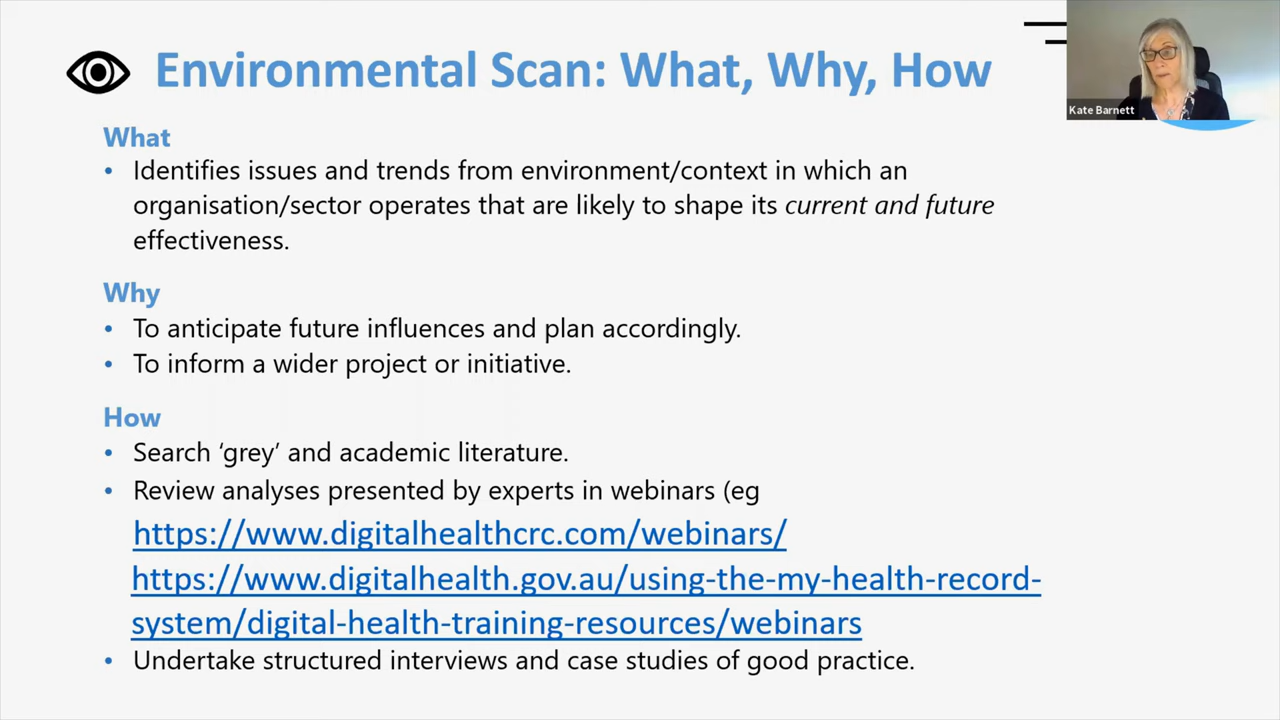 Environmental Scan: What, Why, How
Kate Barnett
What
• Identifies issues and trends from environment/context in which an
organisation/sector operates that are likely to shape its current and future
effectiveness.
Why
• To anticipate future influences and plan accordingly.
• To inform a wider project or initiative.
How
• Search ‘grey’ and academic literature.
• Review analyses presented by experts in webinars (eg
https://www.digitalhealthcrc.com/webinars/
https://www.digitalhealth.gov.au/using-the-my-health-record-
system/digital-health-training-resources/webinars
• Undertake structured interviews and case studies of good practice.